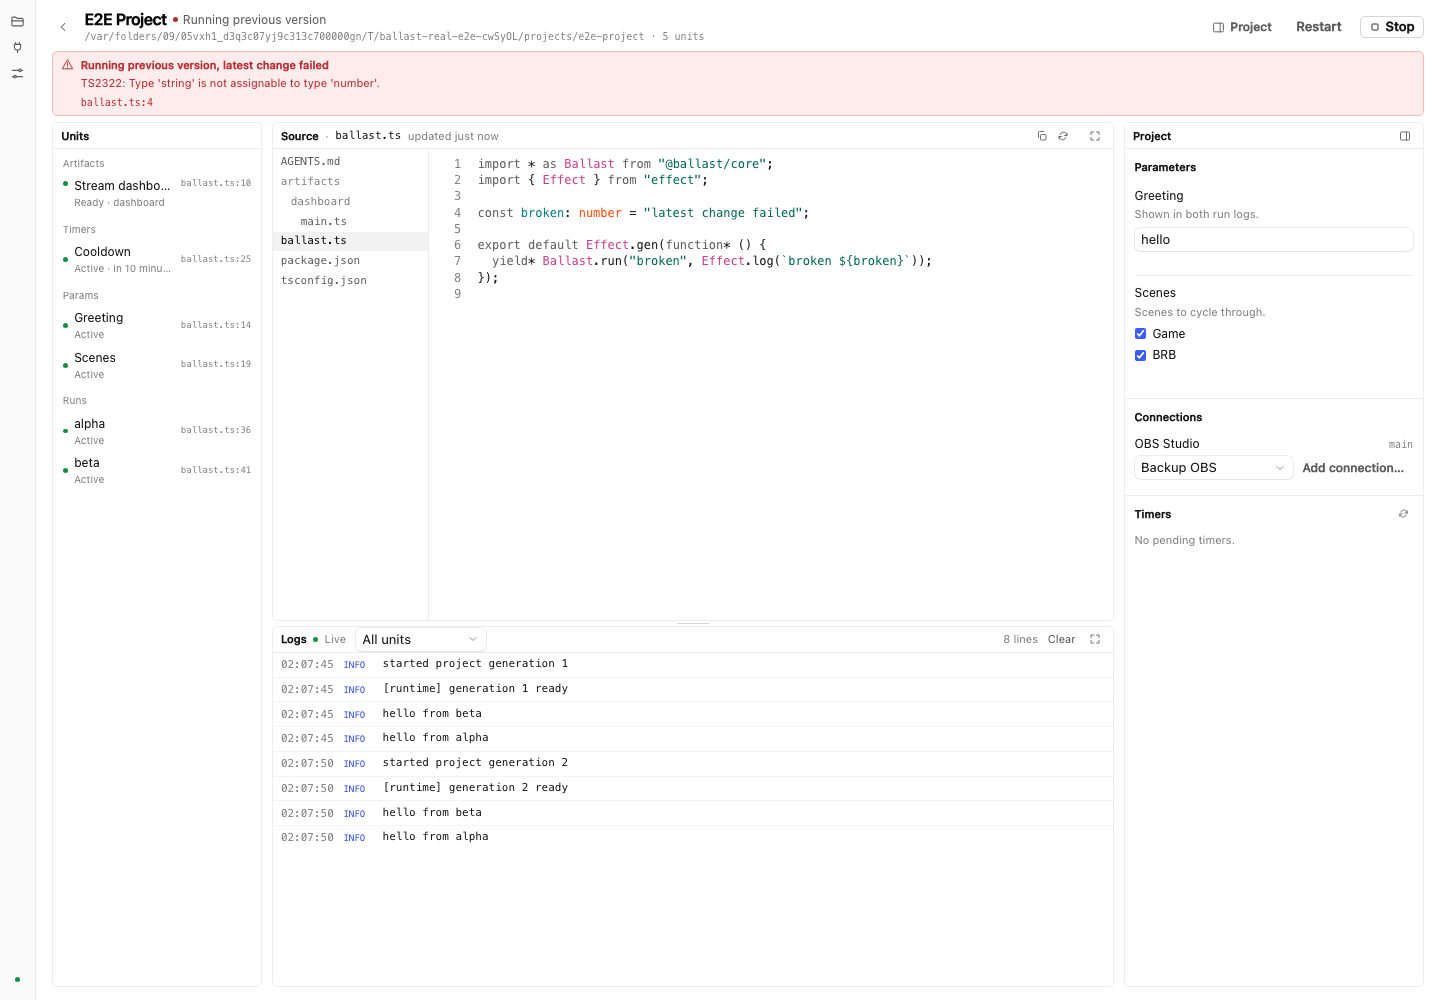 E2E Project
Running previous version
/var/folders/09/05vxh1_d3q3c07yj9c313c700000gn/T/ballast-real-e2e-cwSyOL/projects/e2e-project · 5 units
Project
Restart
Stop
Running previous version, latest change failed
TS2322: Type 'string' is not assignable to type 'number'.
ballast.ts:4
Units
Artifacts
Stream dashbo... ballast.ts:10
Ready · dashboard
Timers
Cooldown ballast.ts:25
Active · in 10 minu...
Params
Greeting ballast.ts:14
Active
Scenes ballast.ts:19
Active
Runs
alpha ballast.ts:36
Active
beta ballast.ts:41
Active
Source · ballast.ts updated just now
AGENTS.md
artifacts
dashboard
main.ts
ballast.ts
package.json
tsconfig.json
1 import * as Ballast from "@ballast/core";
2 import { Effect } from "effect";
3
4 const broken: number = "latest change failed";
5
6 export default Effect.gen(function* () {
7   yield* Ballast.run("broken", Effect.log(`broken ${broken}`));
8 });
9
Logs Live All units 8 lines Clear
02:07:45 INFO started project generation 1
02:07:45 INFO [runtime] generation 1 ready
02:07:45 INFO hello from beta
02:07:45 INFO hello from alpha
02:07:50 INFO started project generation 2
02:07:50 INFO [runtime] generation 2 ready
02:07:50 INFO hello from beta
02:07:50 INFO hello from alpha
Project
Parameters
Greeting
Shown in both run logs.
hello
Scenes
Scenes to cycle through.
Game
BRB
Connections
OBS Studio main
Backup OBS Add connection...
Timers
No pending timers.